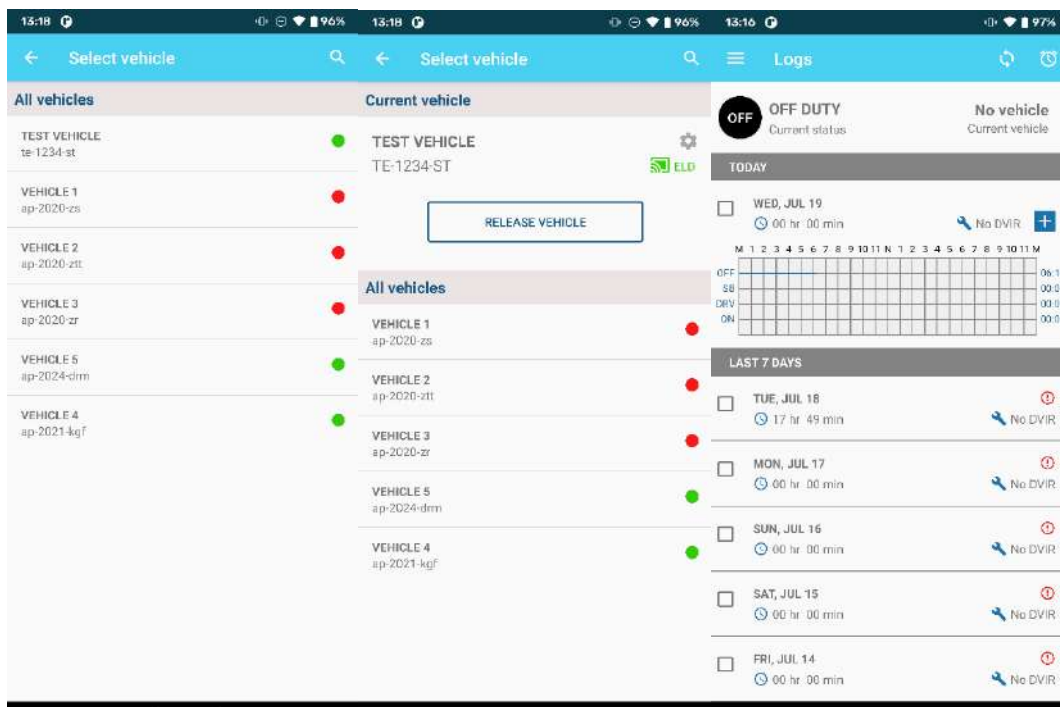 13:18
96%
Select vehicle
All vehicles
TEST VEHICLE
te-1234-st
VEHICLE 1
ap-2020-zs
VEHICLE 2
ap-2020-ztt
VEHICLE 3
ap-2020-zr
VEHICLE 5
ap-2024-drm
VEHICLE 4
ap-2021-kgf
13:18
96%
Select vehicle
Current vehicle
TEST VEHICLE
TE-1234-ST
ELD
RELEASE VEHICLE
All vehicles
VEHICLE 1
ap-2020-zs
VEHICLE 2
ap-2020-ztt
VEHICLE 3
ap-2020-zr
VEHICLE 5
ap-2024-drm
VEHICLE 4
ap-2021-kgf
13:16
97%
Logs
OFF
OFF DUTY
No vehicle
Current status
Current vehicle
TODAY
WED, JUL 19
00 hr 00 min
No DVIR
M 1 2 3 4 5 6 7 8 9 10 11 N 1 2 3 4 5 6 7 8 9 10 11 M
OFF 06:1
SB 00:0
DRV 00:0
ON 00:0
LAST 7 DAYS
TUE, JUL 18
17 hr 49 min
No DVIR
MON, JUL 17
00 hr 00 min
No DVIR
SUN, JUL 16
00 hr 00 min
No DVIR
SAT, JUL 15
00 hr 00 min
No DVIR
FRI, JUL 14
00 hr 00 min
No DVIR